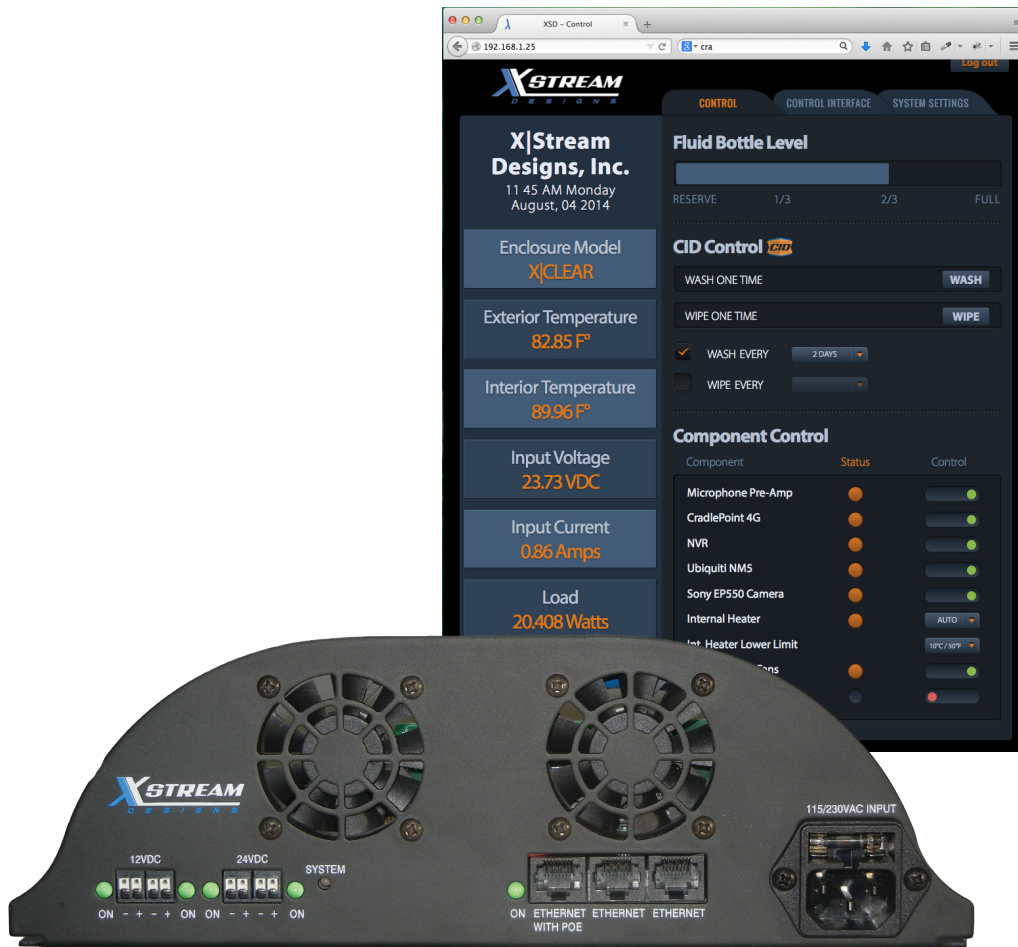 XSD – Control
192.168.1.25
cra
Log out
XSTREAM
DESIGNS
CONTROL
CONTROL INTERFACE
SYSTEM SETTINGS
X|Stream
Designs, Inc.
11 45 AM Monday
August, 04 2014
Enclosure Model
X|CLEAR
Exterior Temperature
82.85 F°
Interior Temperature
89.96 F°
Input Voltage
23.73 VDC
Input Current
0.86 Amps
Load
20.408 Watts
Fluid Bottle Level
RESERVE 1/3 2/3 FULL
CID Control CID
WASH ONE TIME WASH
WIPE ONE TIME WIPE
WASH EVERY 2 DAYS
WIPE EVERY
Component Control
Component Status Control
Microphone Pre-Amp
CradlePoint 4G
NVR
Ubiquiti NM5
Sony EP550 Camera
Internal Heater AUTO
Int. Heater Lower Limit 10°C / 50°F
Fans
XSTREAM
DESIGNS
115/230VAC INPUT
12VDC 24VDC SYSTEM
ON - + - + ON ON - + - + ON
ON ETHERNET ETHERNET ETHERNET
WITH POE